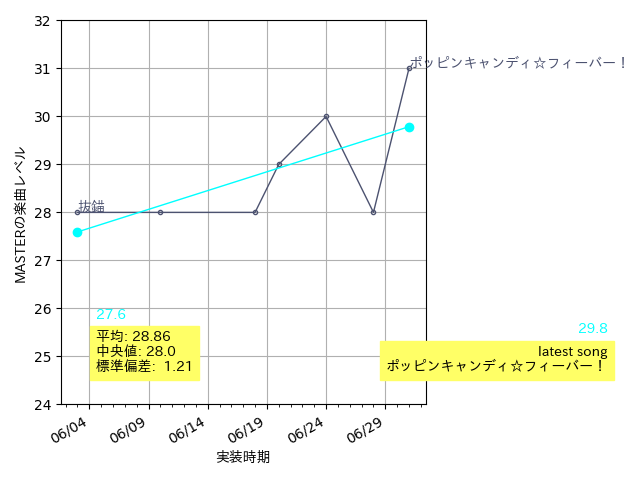 32
31
30
29
28
27
26
25
24
MASTERの楽曲レベル
ポッピンキャンディ☆フィーバー！
抜錨
27.6
平均: 28.86
中央値: 28.0
標準偏差:  1.21
29.8
latest song
ポッピンキャンディ☆フィーバー！
06/04
06/09
06/14
06/19
06/24
06/29
実装時期